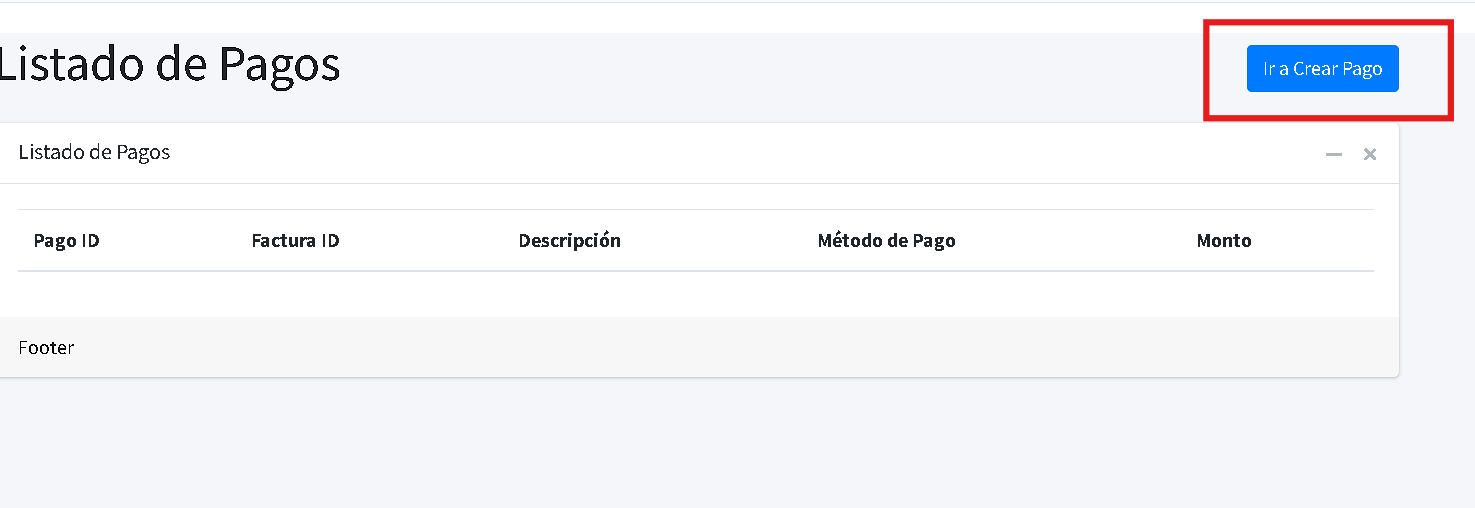 Listado de Pagos
Ir a Crear Pago
Listado de Pagos
Pago ID Factura ID Descripción Método de Pago Monto
Footer